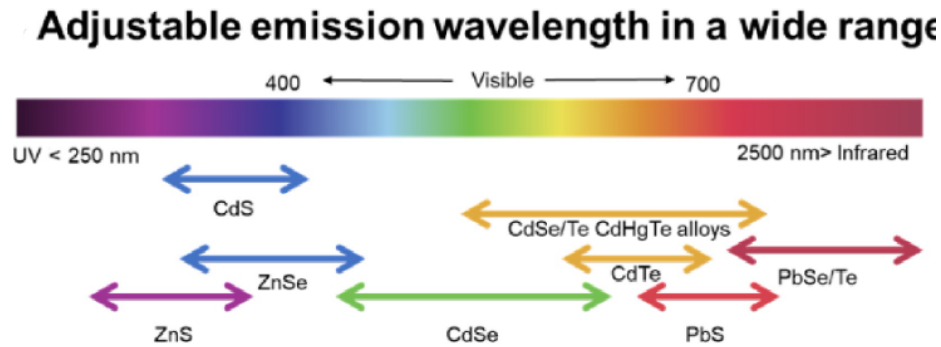 Adjustable emission wavelength in a wide range
400 Visible 700
UV < 250 nm
2500 nm> Infrared
CdS
CdSe/Te CdHgTe alloys
ZnSe
CdTe
PbSe/Te
ZnS
CdSe
PbS